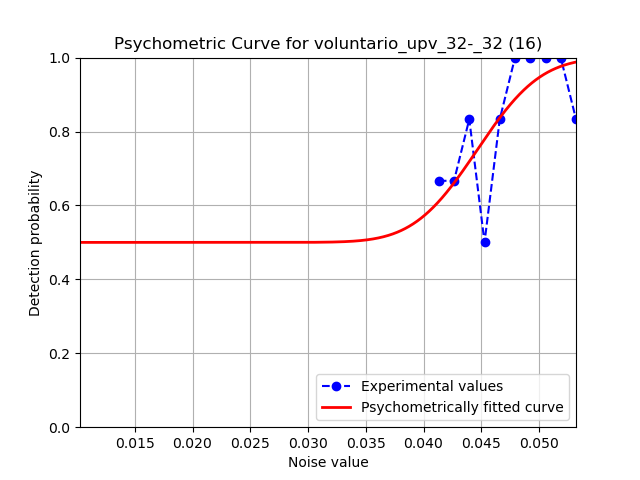 Psychometric Curve for voluntario_upv_32-_32 (16)
1.0
0.8
0.6
0.4
0.2
0.0
Detection probability
0.015 0.020 0.025 0.030 0.035 0.040 0.045 0.050
Noise value
Experimental values
Psychometrically fitted curve